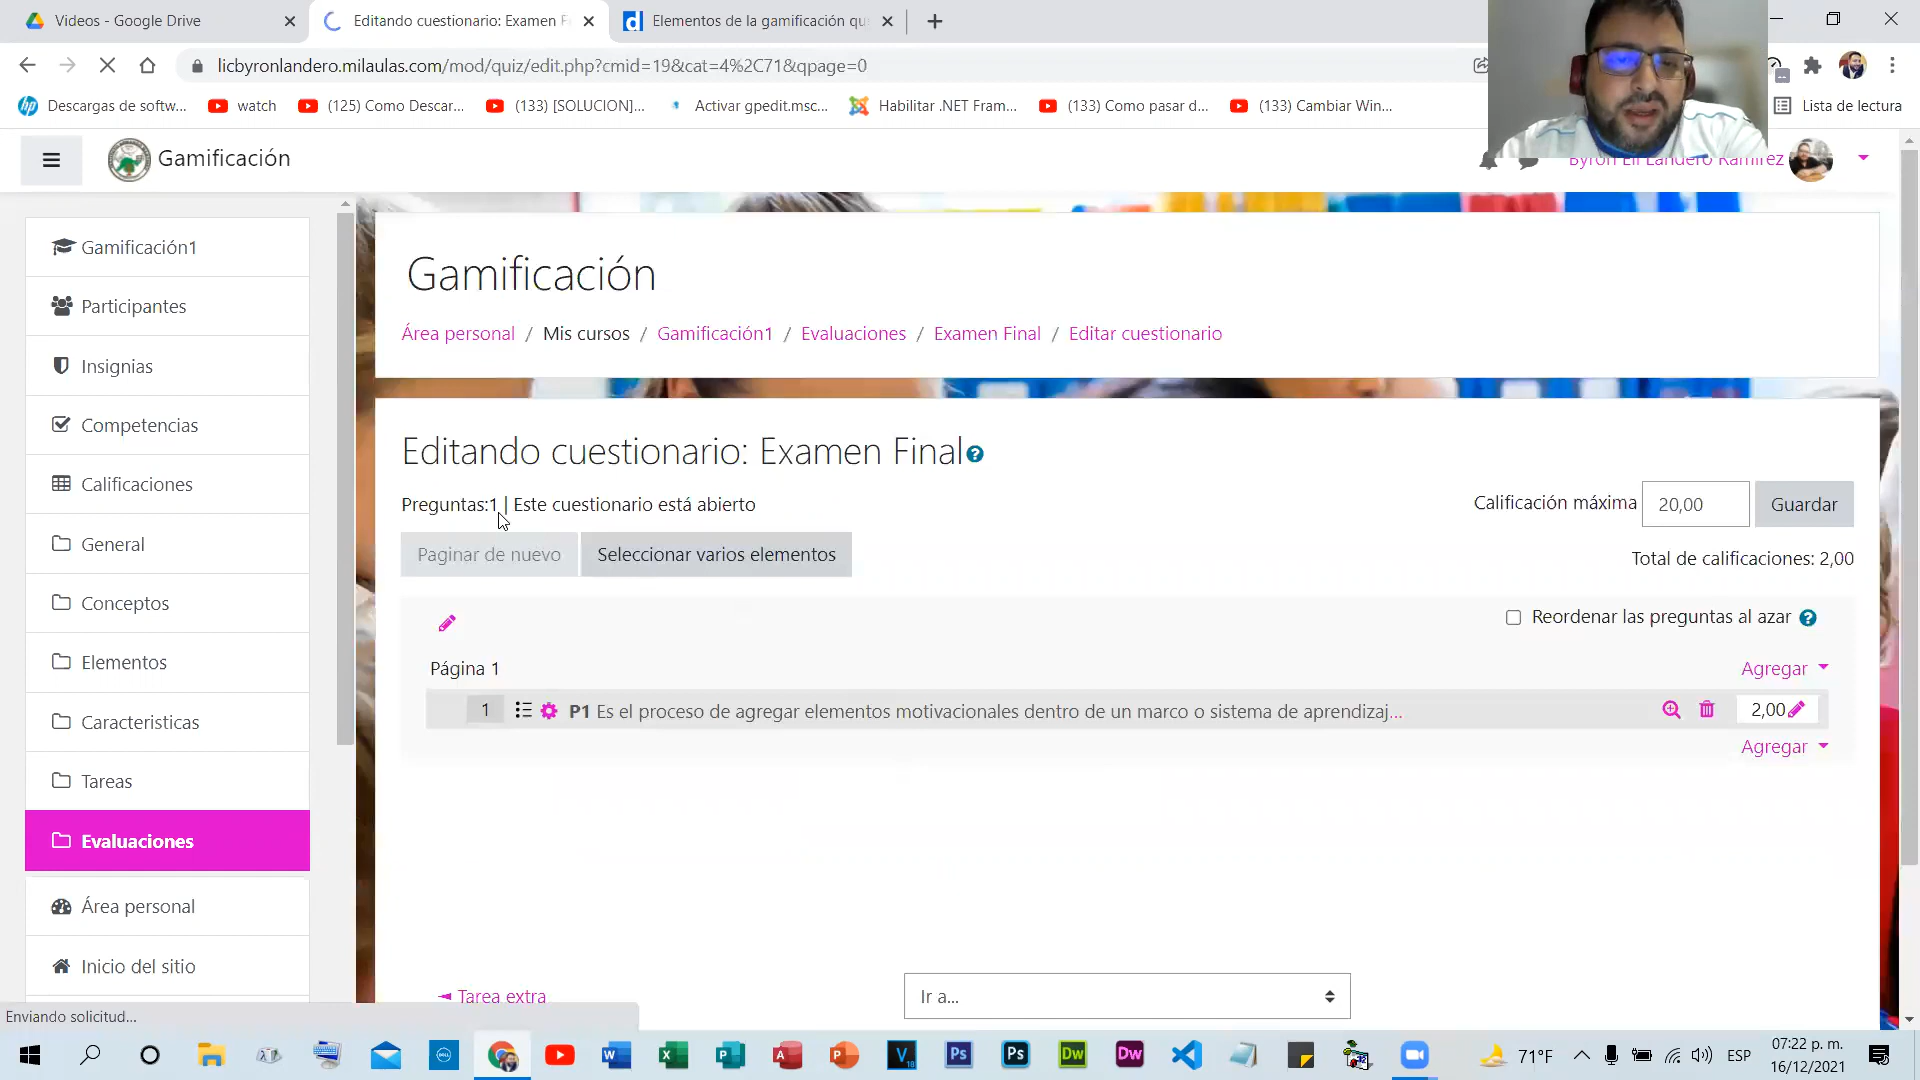 Videos - Google Drive
Editando cuestionario: Examen F
Elementos de la gamificación qu
licbyronlandero.milaulas.com/mod/quiz/edit.php?cmid=19&cat=4%2C71&qpage=0
Descargas de softw...
watch
(125) Como Descar...
(133) [SOLUCION]...
Activar gpedit.msc...
Habilitar .NET Fram...
(133) Como pasar d...
(133) Cambiar Win...
Lista de lectura
Gamificación
Byron Eli Landero Ramirez
Gamificación1
Participantes
Insignias
Competencias
Calificaciones
General
Conceptos
Elementos
Caracteristicas
Tareas
Evaluaciones
Área personal
Inicio del sitio
Gamificación
Área personal / Mis cursos / Gamificación1 / Evaluaciones / Examen Final / Editar cuestionario
Editando cuestionario: Examen Final
Preguntas:1 | Este cuestionario está abierto
Calificación máxima 20,00 Guardar
Paginar de nuevo Seleccionar varios elementos
Total de calificaciones: 2,00
Reordenar las preguntas al azar
Página 1
Agregar
1 P1 Es el proceso de agregar elementos motivacionales dentro de un marco o sistema de aprendizaj... 2,00
Agregar
Tarea extra
Ir a...
Enviando solicitud...
71°F
ESP
07:22 p. m.
16/12/2021